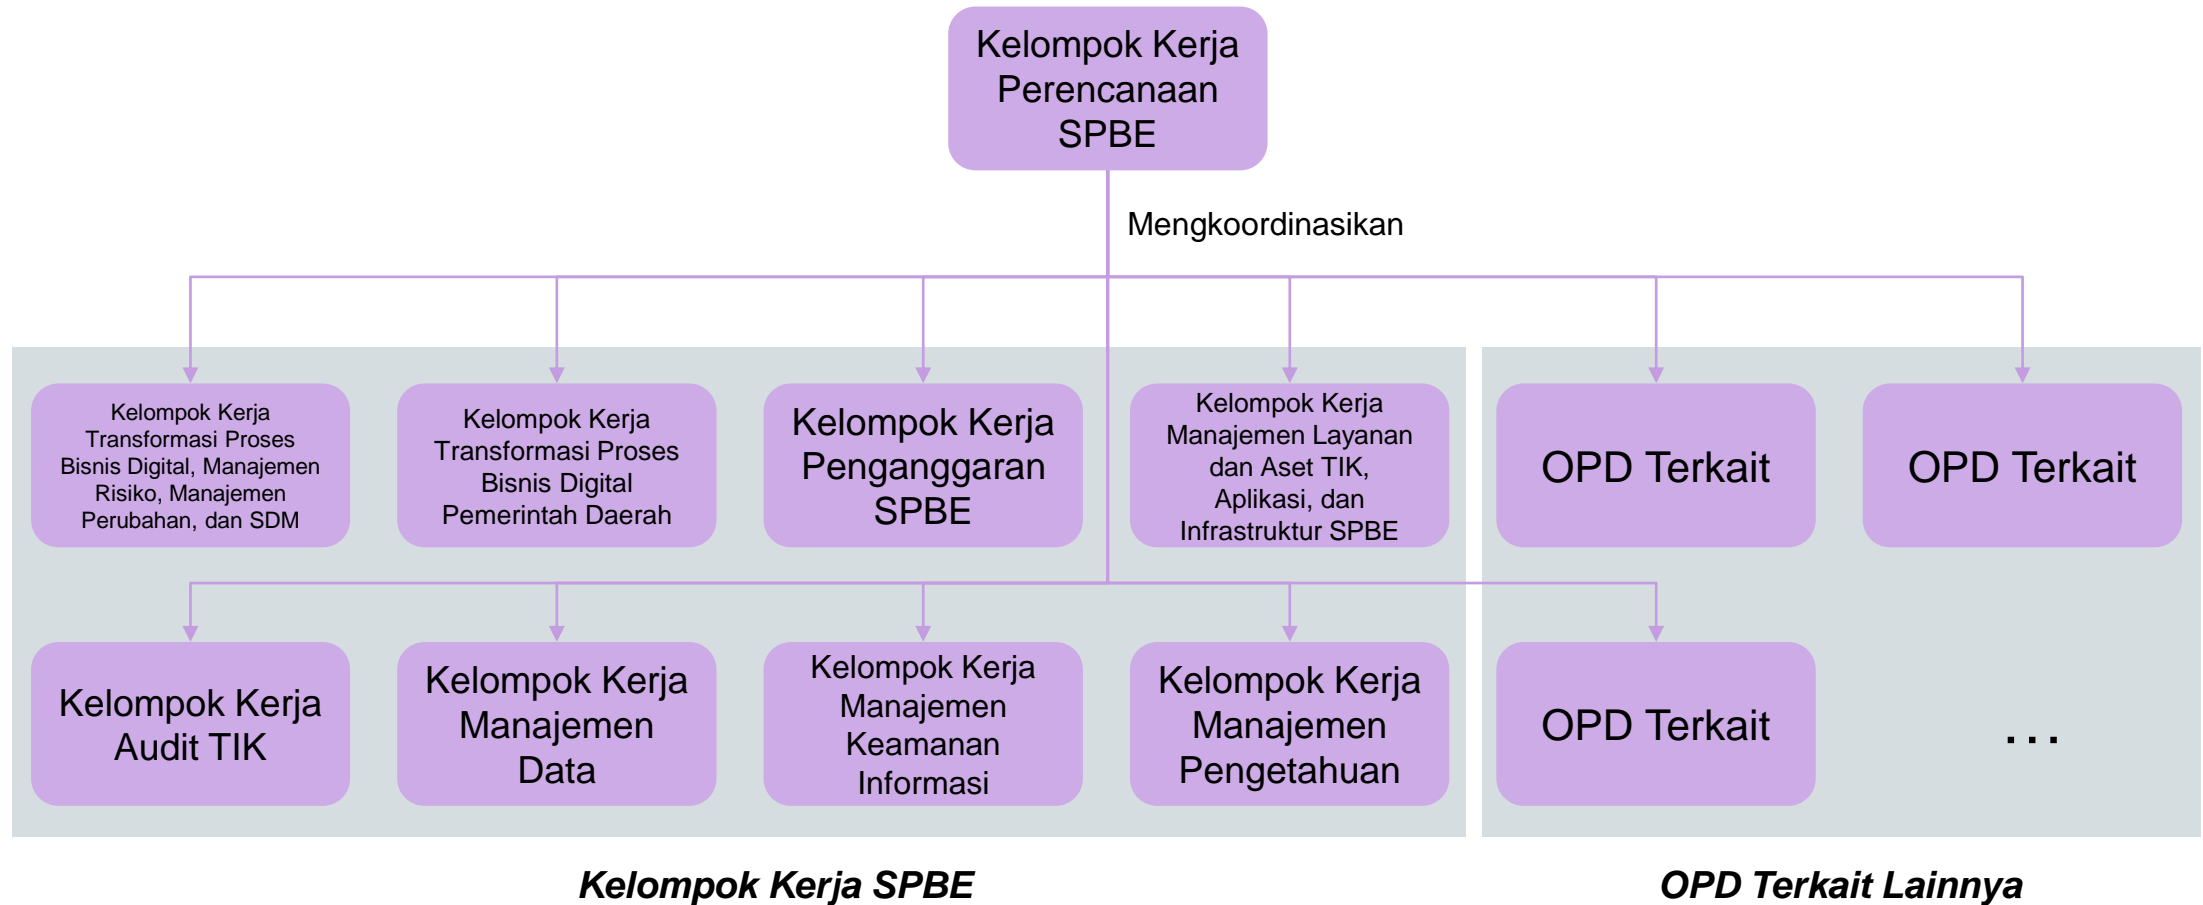 Kelompok Kerja
Perencanaan
SPBE
Mengkoordinasikan
Kelompok Kerja
Transformasi Proses
Bisnis Digital, Manajemen
Risiko, Manajemen
Perubahan, dan SDM
Kelompok Kerja
Transformasi Proses
Bisnis Digital
Pemerintah Daerah
Kelompok Kerja
Penganggaran
SPBE
Kelompok Kerja
Manajemen Layanan
dan Aset TIK,
Aplikasi, dan
Infrastruktur SPBE
OPD Terkait
OPD Terkait
Kelompok Kerja
Audit TIK
Kelompok Kerja
Manajemen
Data
Kelompok Kerja
Manajemen
Keamanan
Informasi
Kelompok Kerja
Manajemen
Pengetahuan
OPD Terkait
...
Kelompok Kerja SPBE
OPD Terkait Lainnya